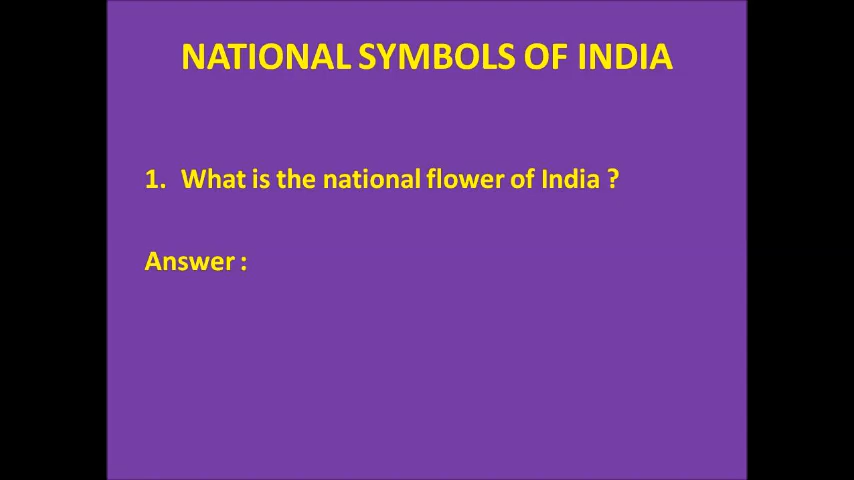 NATIONAL SYMBOLS OF INDIA
1. What is the national flower of India ?
Answer :